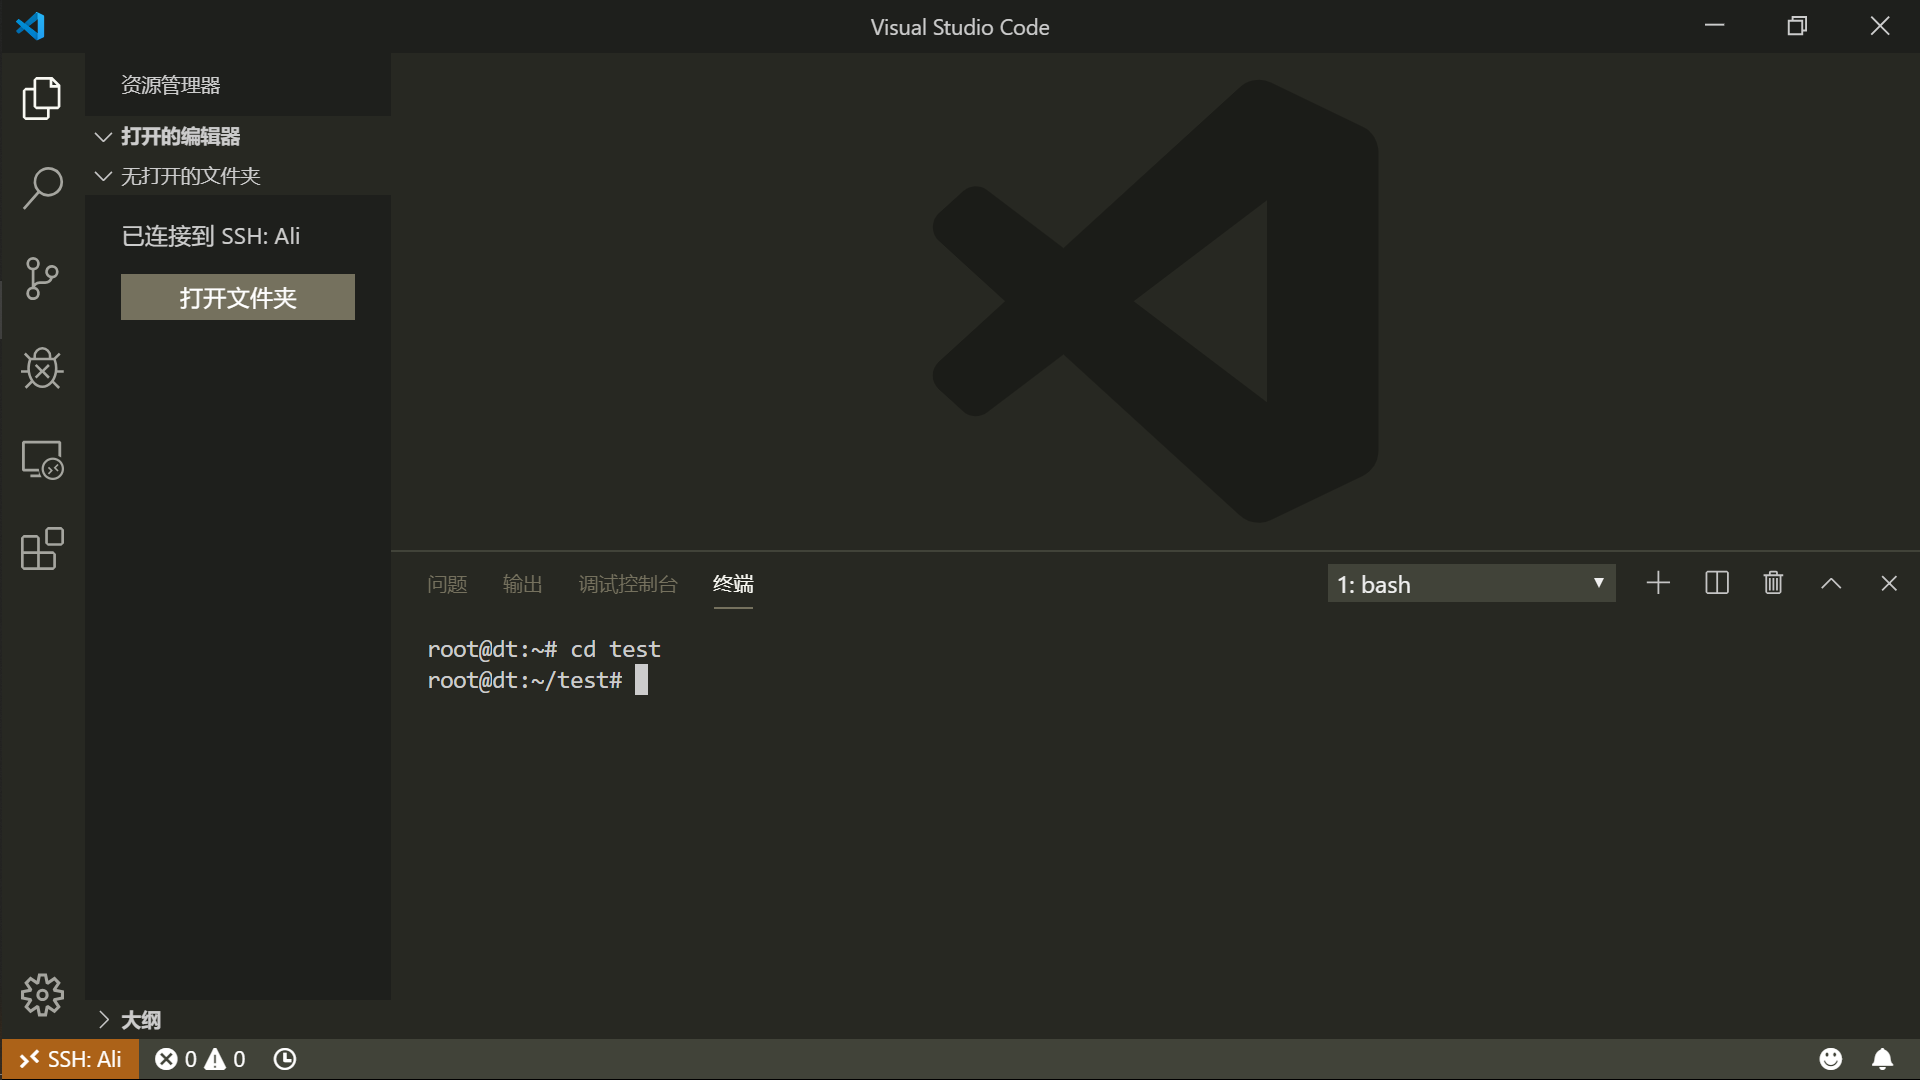 Visual Studio Code
资源管理器
打开的编辑器
无打开的文件夹
已连接到 SSH: Ali
打开文件夹
问题 输出 调试控制台 终端
1: bash
root@dt:~# cd test
root@dt:~/test#
大纲
SSH: Ali 0 0